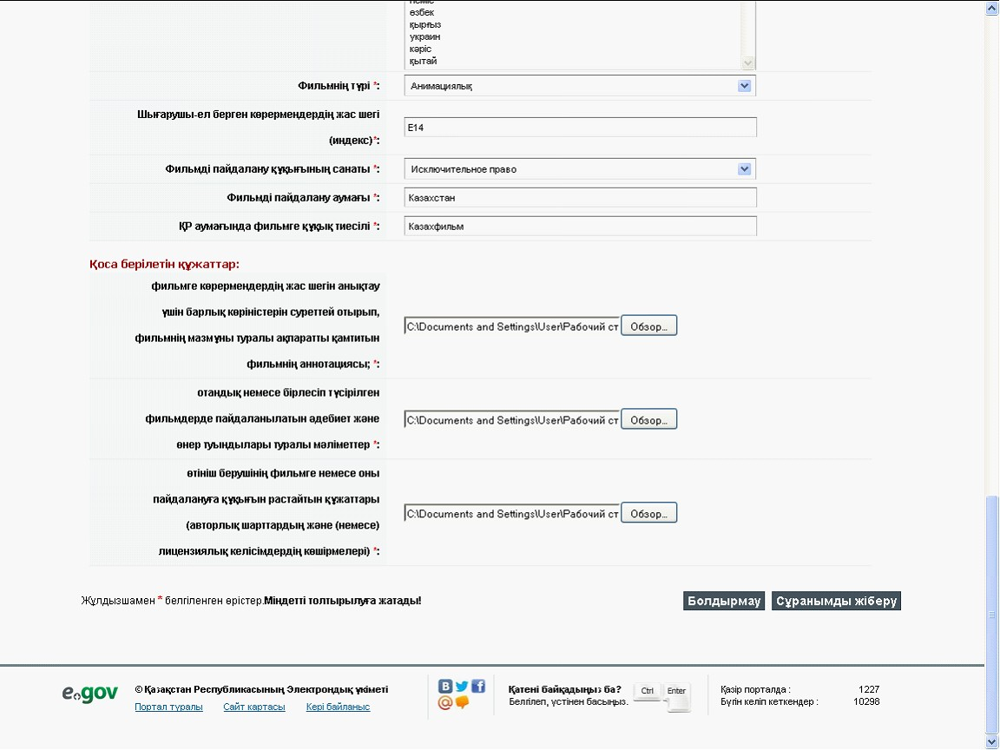 өзбек
қырғыз
украин
кәріс
қытай
Фильмнің түрі *: Анимациялық
Шығарушы-ел берген көрермендердің жас шегі
(индекс)*: Е14
Фильмді пайдалану құқығының санаты *: Исключительное право
Фильмді пайдалану аумағы *: Казахстан
ҚР аумағында фильмге құқық тиесілі *: Казахфильм
Қоса берілетін құжаттар:
фильмге көрермендердің жас шегін анықтау
үшін барлық көріністерін суреттей отырып,
фильмнің мазмұны туралы ақпаратты қамтитын
фильмнің аннотациясы; *:
C:\Documents and Settings\User\Рабочий ст Обзор...
отандық немесе бірлесіп түсірілген
фильмдерде пайдаланылатын әдебиет және
өнер туындылары туралы мәліметтер *:
C:\Documents and Settings\User\Рабочий ст Обзор...
өтініш берушінің фильмге немесе оны
пайдалануға құқығын растайтын құжаттары
(авторлық шарттардың және (немесе)
лицензиялық келісімдердің көшірмелері) *:
C:\Documents and Settings\User\Рабочий ст Обзор...
Жұлдызшамен * белгіленген өрістер.Міндетті толтырылуға жатады!
Болдырмау Сұранымды жіберу
e.gov
© Қазақстан Республикасының Электрондық үкіметі
Портал туралы Сайт картасы Кері байланыс
Қатені байқадыңыз ба?
Белгілеп, үстінен басыңыз.
Ctrl Enter
Қазір порталда : 1227
Бүгін келіп кеткендер : 10298